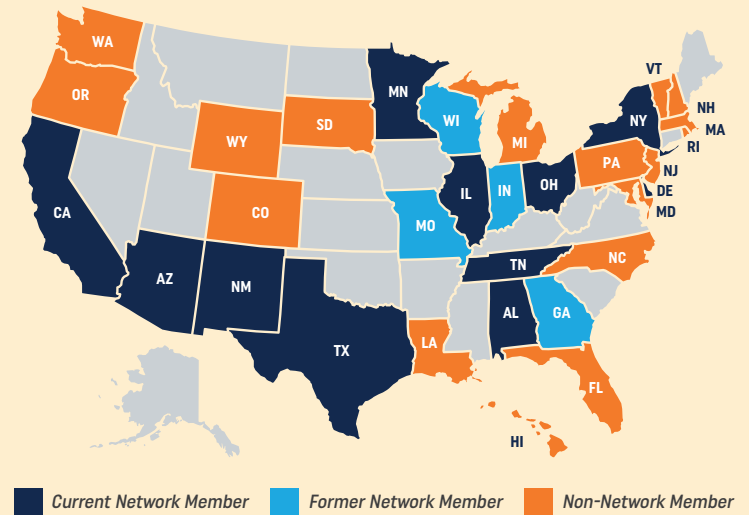 WA
OR
MN
VT
NH
MA
RI
NY
WI
SD
MI
WY
PA
NJ
DE
MD
OH
IN
IL
CA
CO
MO
NC
TN
AZ
NM
AL
GA
TX
LA
FL
HI
Current Network Member
Former Network Member
Non-Network Member